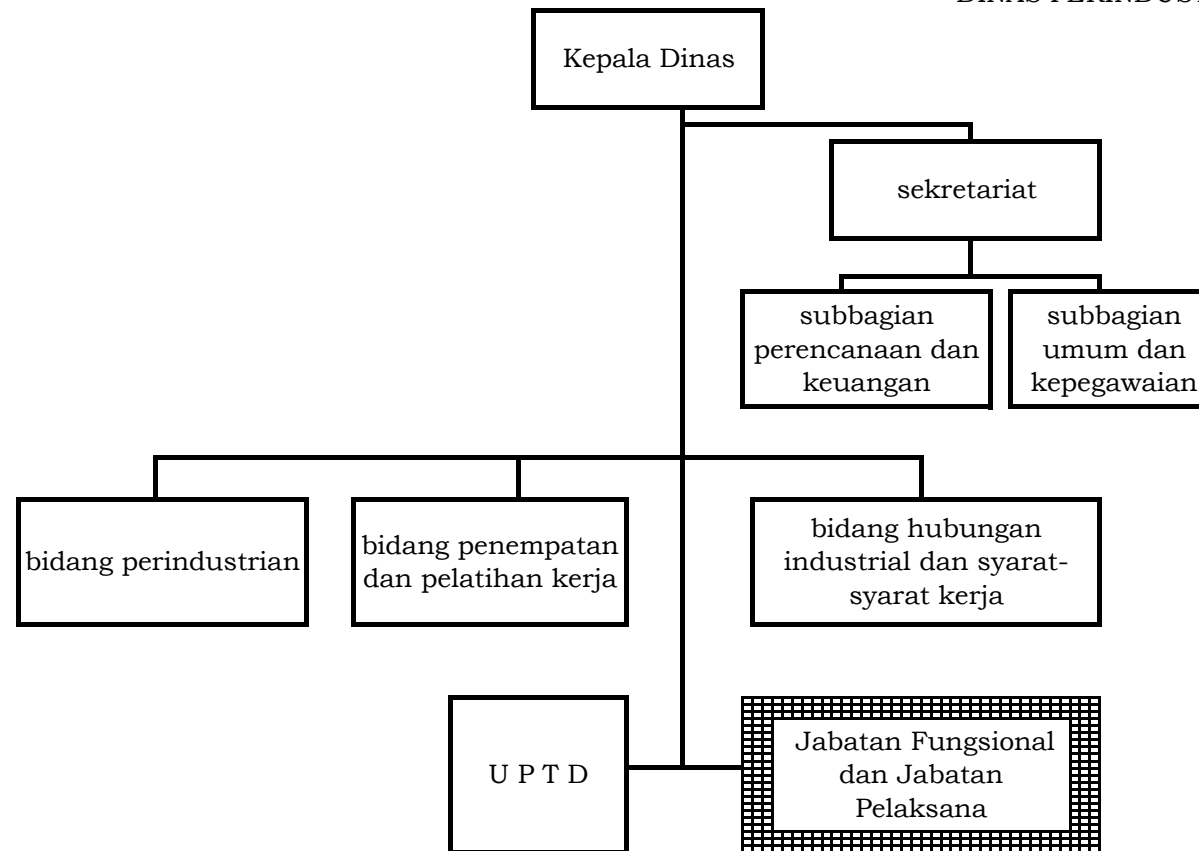 Kepala Dinas
sekretariat
subbagian
perencanaan dan
keuangan
subbagian
umum dan
kepegawaian
bidang perindustrian
bidang penempatan
dan pelatihan kerja
bidang hubungan
industrial dan syarat-
syarat kerja
U P T D
Jabatan Fungsional
dan Jabatan
Pelaksana